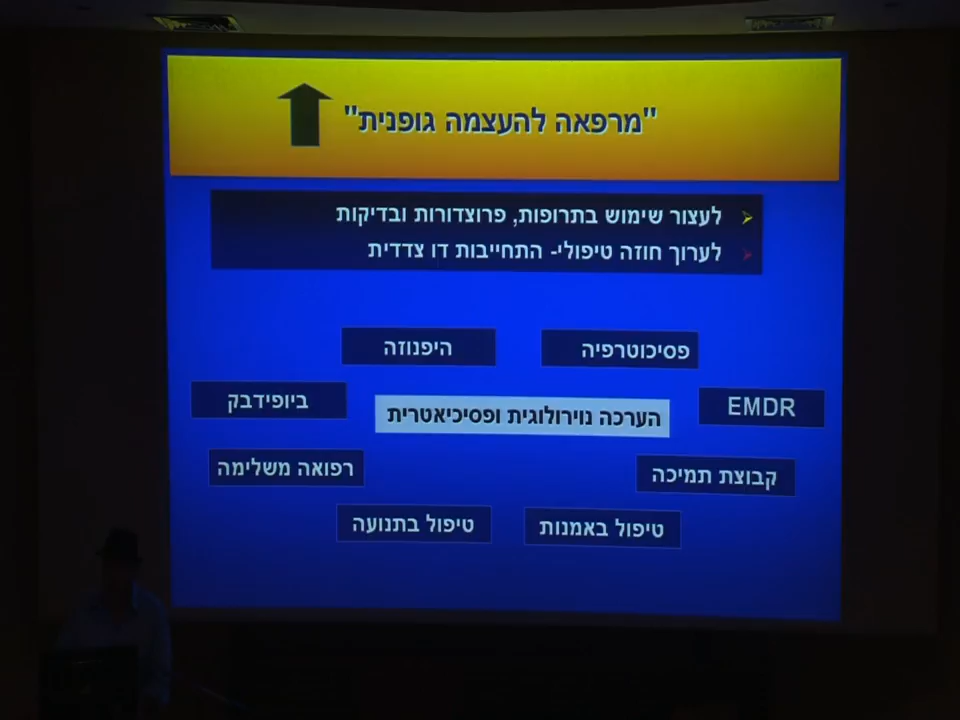 "מרפאה להעצמה גופנית"
לעצור שימוש בתרופות, פרוצדורות ובדיקות
לערוך חוזה טיפולי- התחייבות דו צדדית
פסיכוטרפיה
היפנוזה
EMDR
הערכה נוירולוגית ופסיכיאטרית
ביופידבק
קבוצת תמיכה
רפואה משלימה
טיפול באמנות
טיפול בתנועה